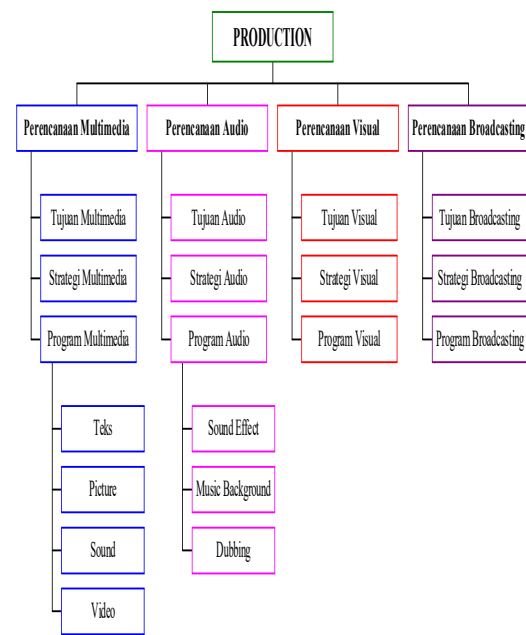 PRODUCTION
Perencanaan Multimedia
Perencanaan Audio
Perencanaan Visual
Perencanaan Broadcasting
Tujuan Multimedia
Tujuan Audio
Tujuan Visual
Tujuan Broadcasting
Strategi Multimedia
Strategi Audio
Strategi Visual
Strategi Broadcasting
Program Multimedia
Program Audio
Program Visual
Program Broadcasting
Teks
Sound Effect
Picture
Music Background
Sound
Dubbing
Video